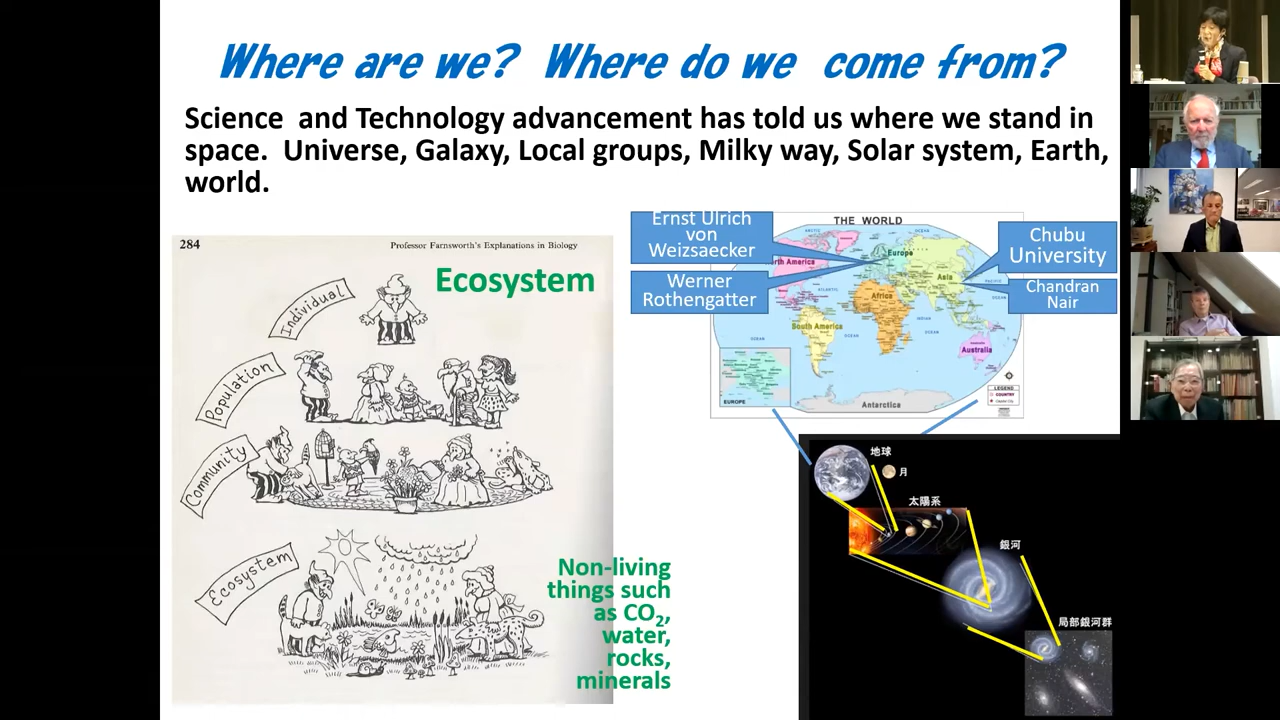 Where are we? Where do we come from?
Science and Technology advancement has told us where we stand in
space. Universe, Galaxy, Local groups, Milky way, Solar system, Earth,
world.
284
Professor Farnsworth's Explanations in Biology
Ecosystem
Individual
Population
Community
Ecosystem
Non-living
things such
as CO2,
water,
rocks,
minerals
Ernst Ulrich
von
Weizsaecker
Werner
Rothengatter
THE WORLD
Chubu
University
Chandran
Nair
North America
Europe
Asia
Africa
South America
Australia
Antarctica
EUROPE
LEGEND
COUNTRY
地球
月
太陽系
銀河
局部銀河群